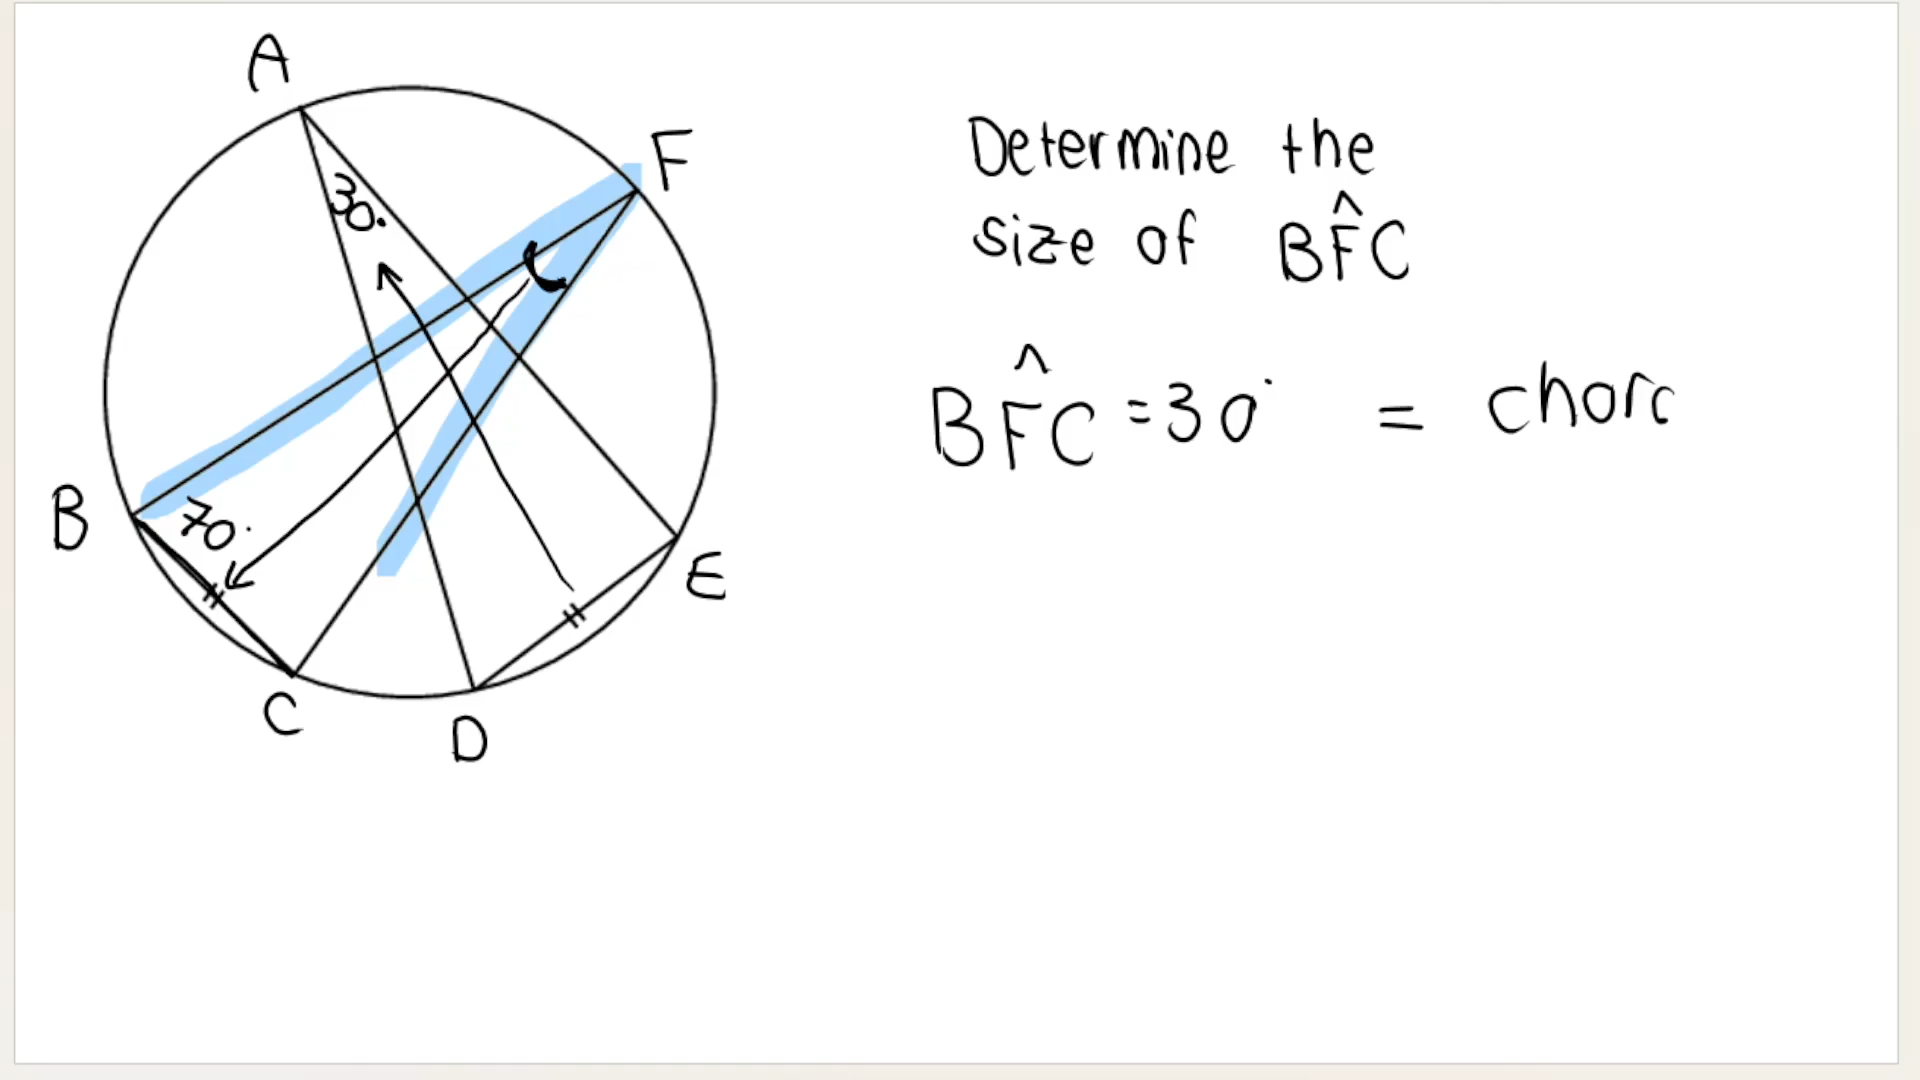 A
F
30°
Determine the
size of BF̂C
BF̂C = 30° = chorc
B
70°
E
C
D